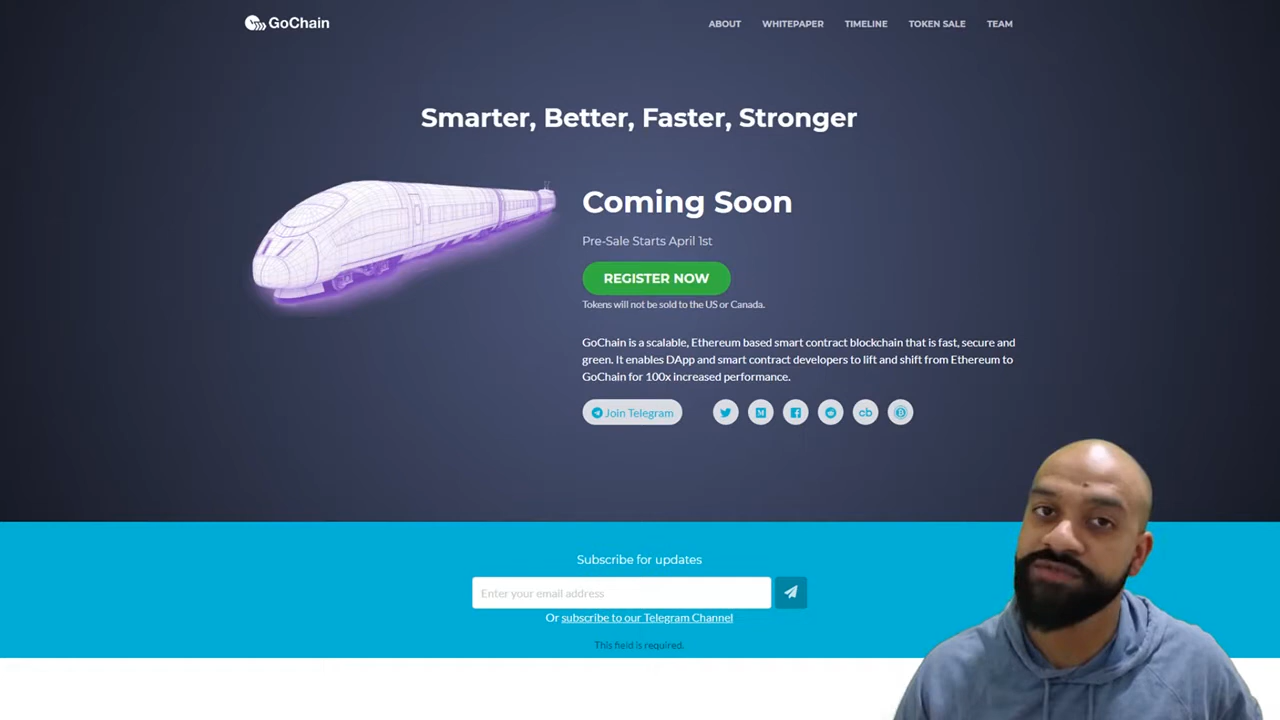 GoChain
ABOUT WHITEPAPER TIMELINE TOKEN SALE TEAM
Smarter, Better, Faster, Stronger
Coming Soon
Pre-Sale Starts April 1st
REGISTER NOW
Tokens will not be sold to the US or Canada.
GoChain is a scalable, Ethereum based smart contract blockchain that is fast, secure and
green. It enables DApp and smart contract developers to lift and shift from Ethereum to
GoChain for 100x increased performance.
Join Telegram
cb
Subscribe for updates
Enter your email address
Or subscribe to our Telegram Channel
This field is required.